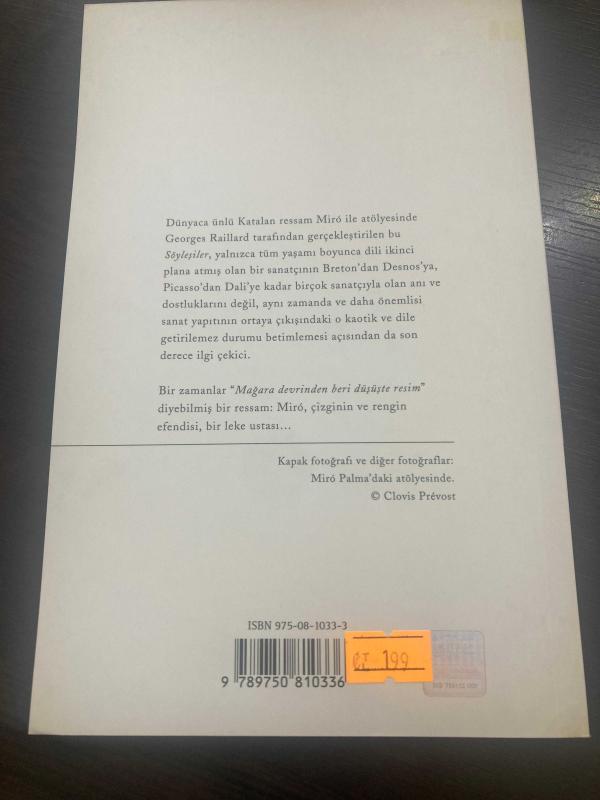 Dünyaca ünlü Katalan ressam Miró ile atölyesinde
Georges Raillard tarafından gerçekleştirilen bu
Söyleşiler, yalnızca tüm yaşamı boyunca dili ikinci
plana atmış olan bir sanatçının Breton'dan Desnos'ya,
Picasso'dan Dali'ye kadar birçok sanatçıyla olan anı ve
dostluklarını değil, aynı zamanda ve daha önemlisi
sanat yapıtının ortaya çıkışındaki o kaotik ve dile
getirilemez durumu betimlemesi açısından da son
derece ilgi çekici.
Bir zamanlar “Mağara devrinden beri düşüşte resim”
diyebilmiş bir ressam: Miró, çizginin ve rengin
efendisi, bir leke ustası…
Kapak fotoğrafı ve diğer fotoğraflar:
Miró Palma'daki atölyesinde.
© Clovis Prévost
ISBN 975-08-1033-3
199
9 789750 810336